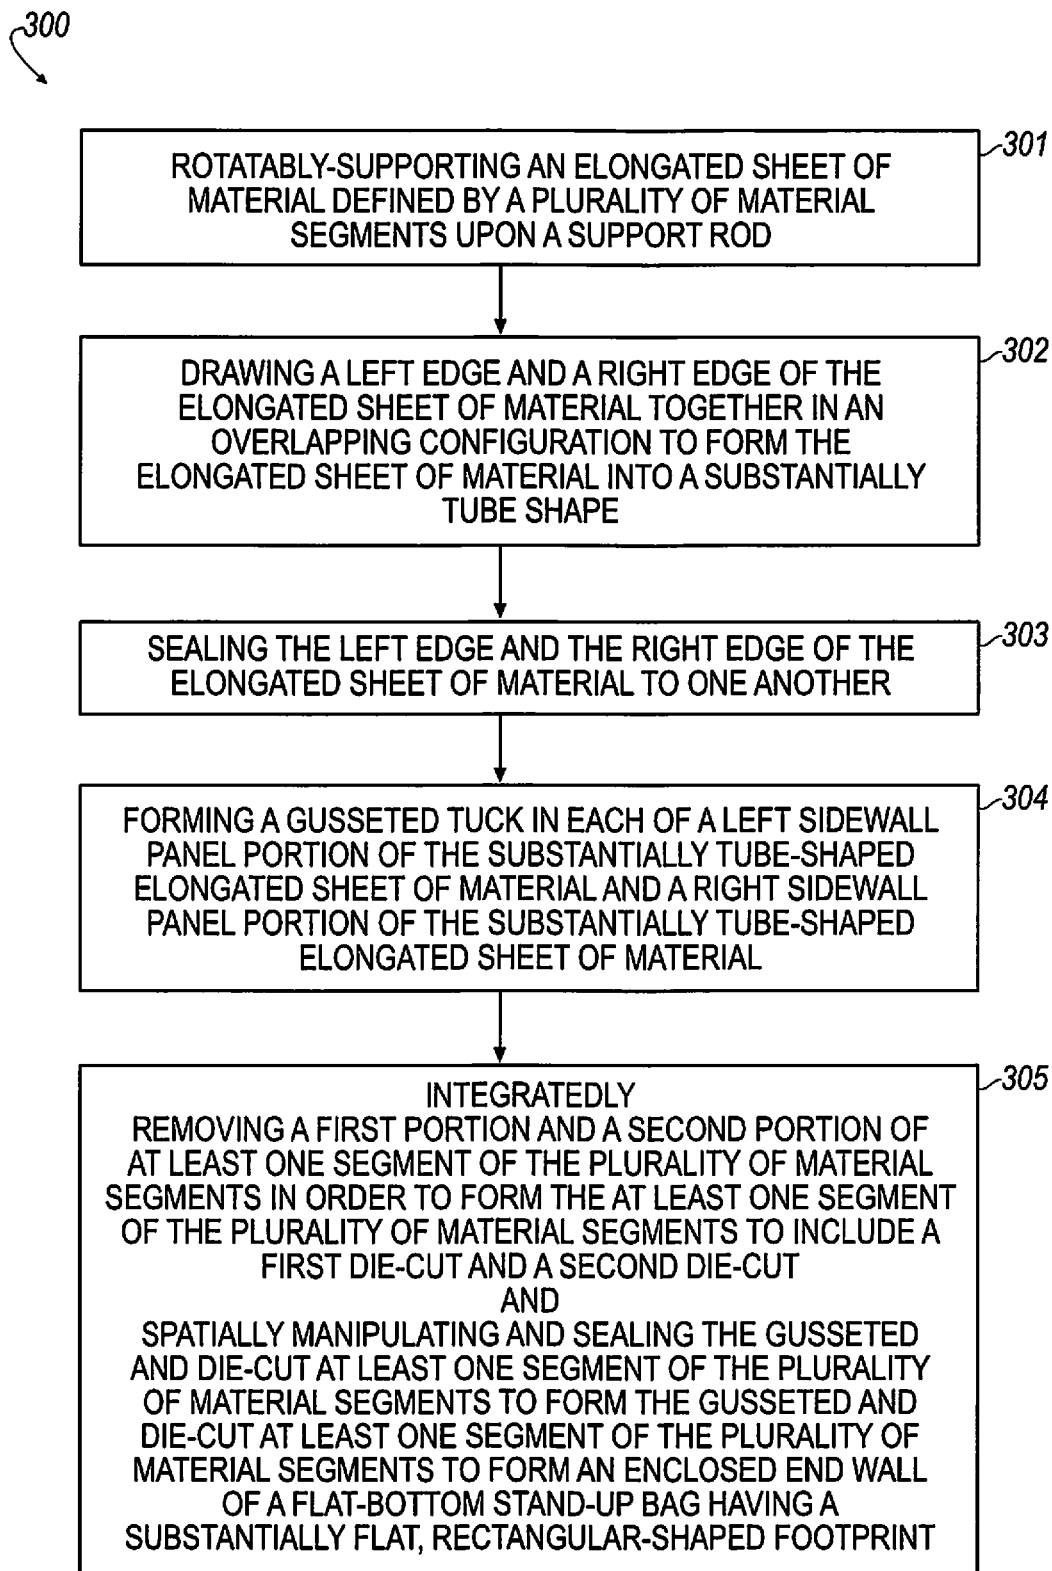 300
301
ROTATABLY-SUPPORTING AN ELONGATED SHEET OF
MATERIAL DEFINED BY A PLURALITY OF MATERIAL
SEGMENTS UPON A SUPPORT ROD
302
DRAWING A LEFT EDGE AND A RIGHT EDGE OF THE
ELONGATED SHEET OF MATERIAL TOGETHER IN AN
OVERLAPPING CONFIGURATION TO FORM THE
ELONGATED SHEET OF MATERIAL INTO A SUBSTANTIALLY
TUBE SHAPE
303
SEALING THE LEFT EDGE AND THE RIGHT EDGE OF THE
ELONGATED SHEET OF MATERIAL TO ONE ANOTHER
304
FORMING A GUSSETED TUCK IN EACH OF A LEFT SIDEWALL
PANEL PORTION OF THE SUBSTANTIALLY TUBE-SHAPED
ELONGATED SHEET OF MATERIAL AND A RIGHT SIDEWALL
PANEL PORTION OF THE SUBSTANTIALLY TUBE-SHAPED
ELONGATED SHEET OF MATERIAL
305
INTEGRATEDLY
REMOVING A FIRST PORTION AND A SECOND PORTION OF
AT LEAST ONE SEGMENT OF THE PLURALITY OF MATERIAL
SEGMENTS IN ORDER TO FORM THE AT LEAST ONE SEGMENT
OF THE PLURALITY OF MATERIAL SEGMENTS TO INCLUDE A
FIRST DIE-CUT AND A SECOND DIE-CUT
AND
SPATIALLY MANIPULATING AND SEALING THE GUSSETED
AND DIE-CUT AT LEAST ONE SEGMENT OF THE PLURALITY
OF MATERIAL SEGMENTS TO FORM THE GUSSETED AND
DIE-CUT AT LEAST ONE SEGMENT OF THE PLURALITY OF
MATERIAL SEGMENTS TO FORM AN ENCLOSED END WALL
OF A FLAT-BOTTOM STAND-UP BAG HAVING A
SUBSTANTIALLY FLAT, RECTANGULAR-SHAPED FOOTPRINT